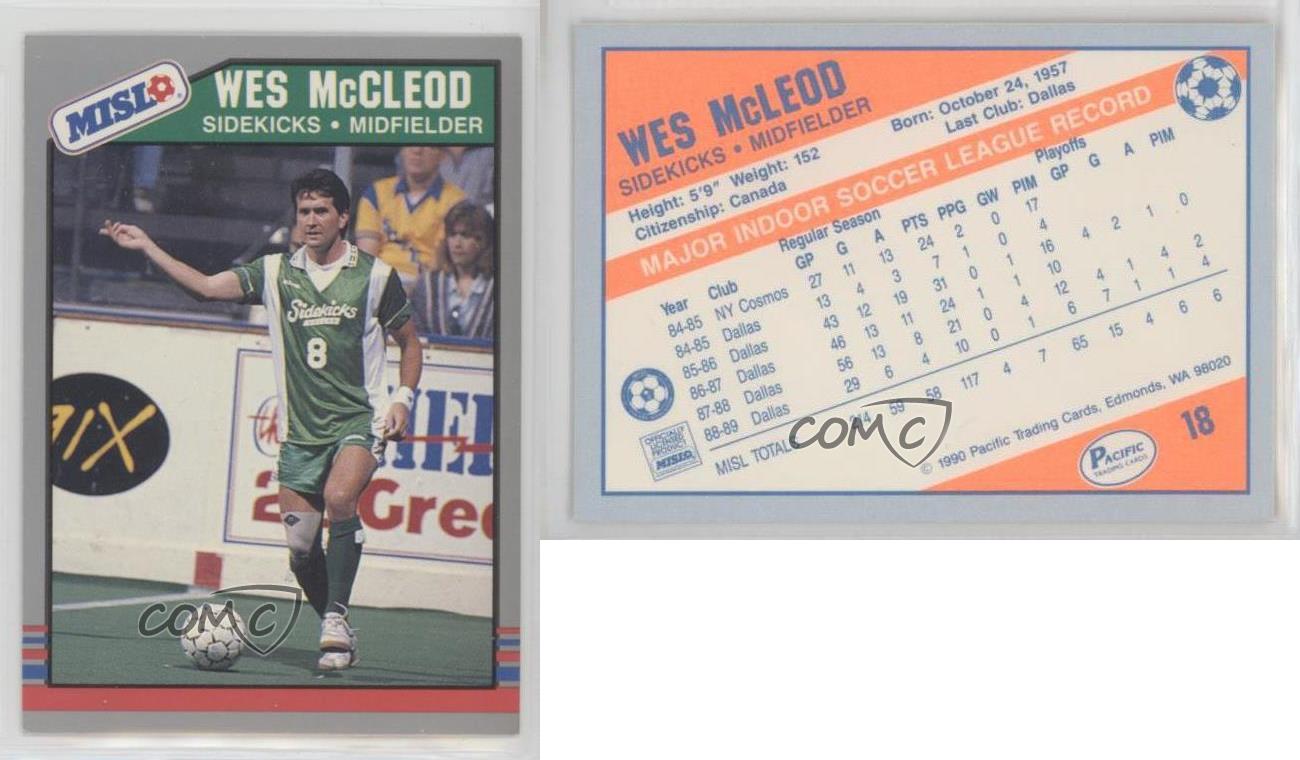 MISL
WES McCLEOD
SIDEKICKS • MIDFIELDER
Sidekicks
DALLAS
8
MIX
the
2
Gree
COMC
WES McLEOD
SIDEKICKS • MIDFIELDER
Height: 5'9" Weight: 152 Born: October 24, 1957
Citizenship: Canada Last Club: Dallas
MAJOR INDOOR SOCCER LEAGUE RECORD
Regular Season Playoffs
Year Club GP G A PTS PPG GW PIM GP G A PIM
84-85 NY Cosmos 27 11 13 24 2 0 17
84-85 Dallas 13 4 3 7 1 0 4
85-86 Dallas 43 12 19 31 0 1 16 4 2 1 0
86-87 Dallas 46 13 11 24 1 1 10
87-88 Dallas 56 13 8 21 0 4 12 4 1 4 2
88-89 Dallas 29 6 4 10 0 1 6 7 1 1 4
MISL TOTALS 214 59 58 117 4 7 65 15 4 6 6
OFFICIALLY
LICENSED
PRODUCT
MISL
© 1990 Pacific Trading Cards, Edmonds, WA 98020
PACIFIC
TRADING CARDS
18
COMC